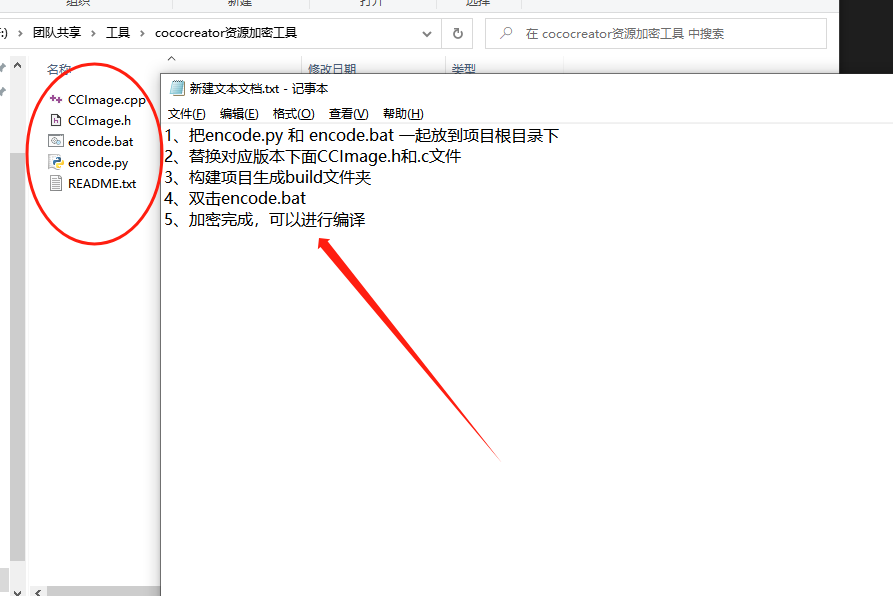 组织
新建
打开
选择
:) › 团队共享 › 工具 › cococreator资源加密工具
在 cococreator资源加密工具 中搜索
名称
修改日期
类型
CCImage.cpp
CCImage.h
encode.bat
encode.py
README.txt
新建文本文档.txt - 记事本
文件(F) 编辑(E) 格式(O) 查看(V) 帮助(H)
1、把encode.py 和 encode.bat 一起放到项目根目录下
2、替换对应版本下面CCImage.h和.c文件
3、构建项目生成build文件夹
4、双击encode.bat
5、加密完成，可以进行编译